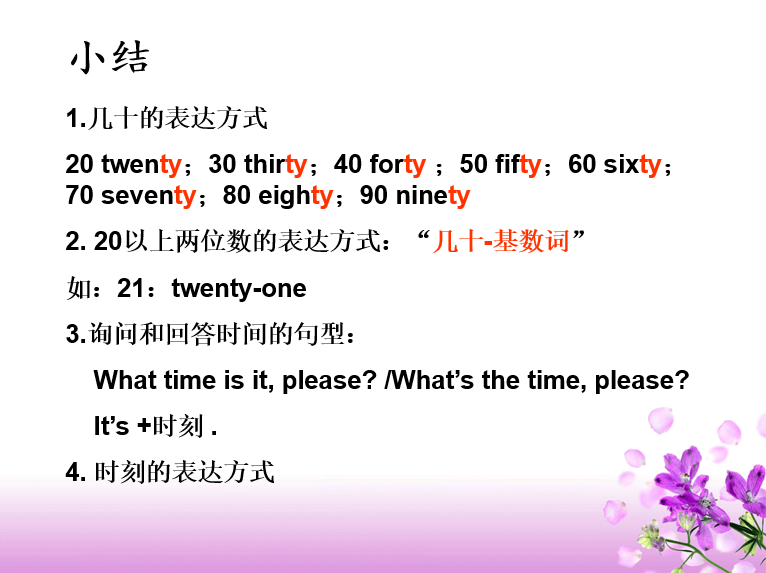 小结
1.几十的表达方式
20 twenty；30 thirty；40 forty ；50 fifty；60 sixty；
70 seventy；80 eighty；90 ninety
2. 20以上两位数的表达方式：“几十-基数词”
如：21：twenty-one
3.询问和回答时间的句型：
What time is it, please? /What’s the time, please?
It’s +时刻 .
4. 时刻的表达方式